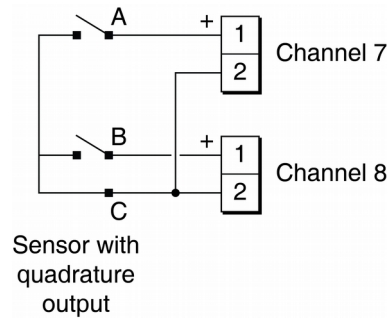 A
+
1
2
Channel 7
B
+
1
2
Channel 8
C
Sensor with
quadrature
output